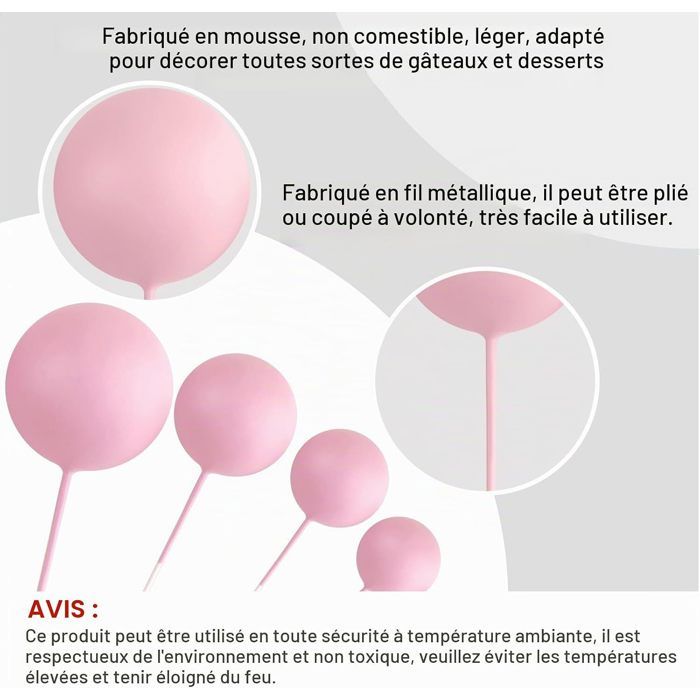 Fabriqué en mousse, non comestible, léger, adapté
pour décorer toutes sortes de gâteaux et desserts
Fabriqué en fil métallique, il peut être plié
ou coupé à volonté, très facile à utiliser.
AVIS :
Ce produit peut être utilisé en toute sécurité à température ambiante, il est
respectueux de l'environnement et non toxique, veuillez éviter les températures
élevées et tenir éloigné du feu.